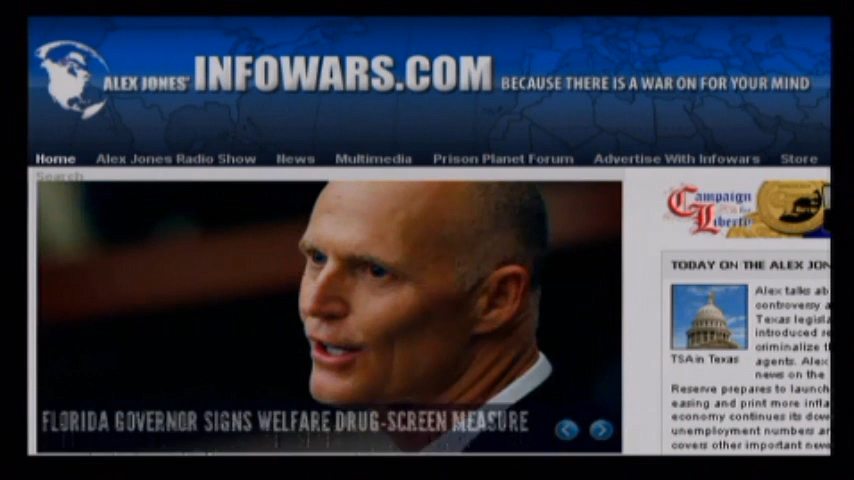 ALEX JONES' INFOWARS.COM BECAUSE THERE IS A WAR ON FOR YOUR MIND
Home Alex Jones Radio Show News Multimedia Prison Planet Forum Advertise With Infowars Store
Search
FLORIDA GOVERNOR SIGNS WELFARE DRUG-SCREEN MEASURE
Campaign
for
Liberty
TODAY ON THE ALEX JON
TSA in Texas
Alex talks ab
controversy a
Texas legisla
introduced re
criminalize th
agents. Alex
news on the
Reserve prepares to launch
easing and print more infla
economy continues its dow
unemployment numbers ar
covers other important new